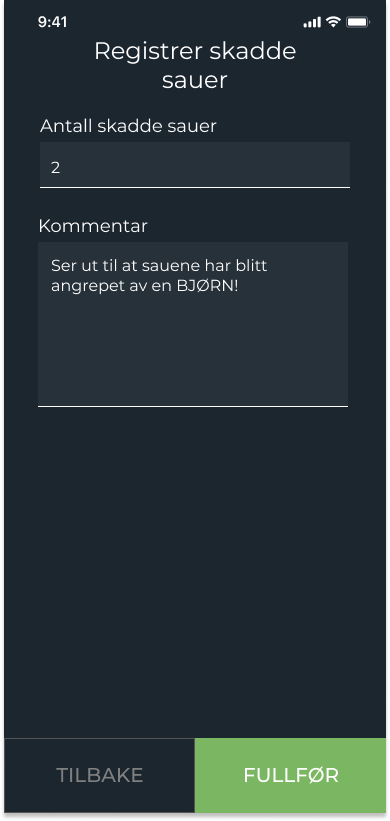 9:41
Registrer skadde
sauer
Antall skadde sauer
2
Kommentar
Ser ut til at sauene har blitt
angrepet av en BJØRN!
TILBAKE
FULLFØR